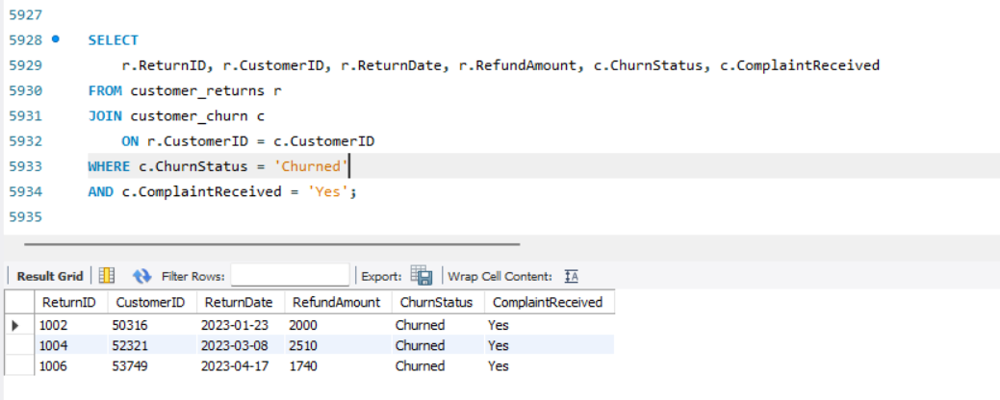 5927
5928 SELECT
5929 r.ReturnID, r.CustomerID, r.ReturnDate, r.RefundAmount, c.ChurnStatus, c.ComplaintReceived
5930 FROM customer_returns r
5931 JOIN customer_churn c
5932 ON r.CustomerID = c.CustomerID
5933 WHERE c.ChurnStatus = 'Churned'
5934 AND c.ComplaintReceived = 'Yes';
5935
Result Grid Filter Rows: Export: Wrap Cell Content:
ReturnID CustomerID ReturnDate RefundAmount ChurnStatus ComplaintReceived
1002 50316 2023-01-23 2000 Churned Yes
1004 52321 2023-03-08 2510 Churned Yes
1006 53749 2023-04-17 1740 Churned Yes